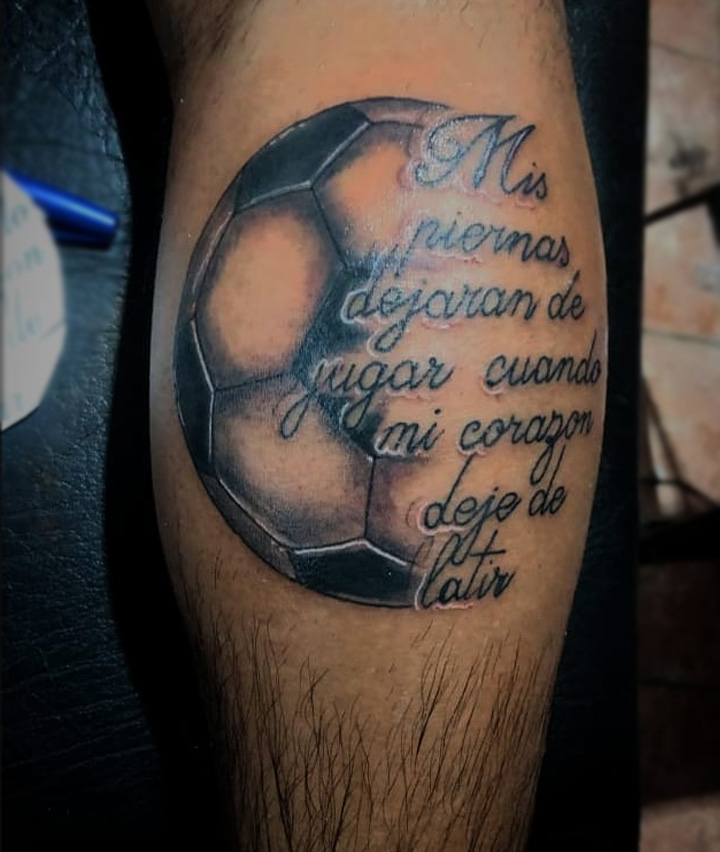 Mis
piernas
dejaran de
jugar cuando
mi corazon
deje de
latir